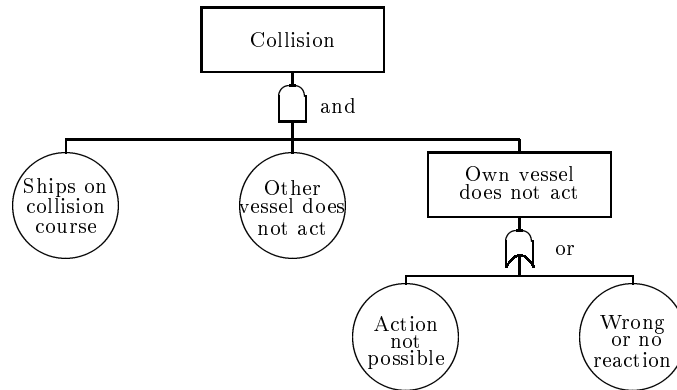 Collision
and
Ships on
collision
course
Other
vessel does
not act
Own vessel
does not act
or
Action
not
possible
Wrong
or no
reaction